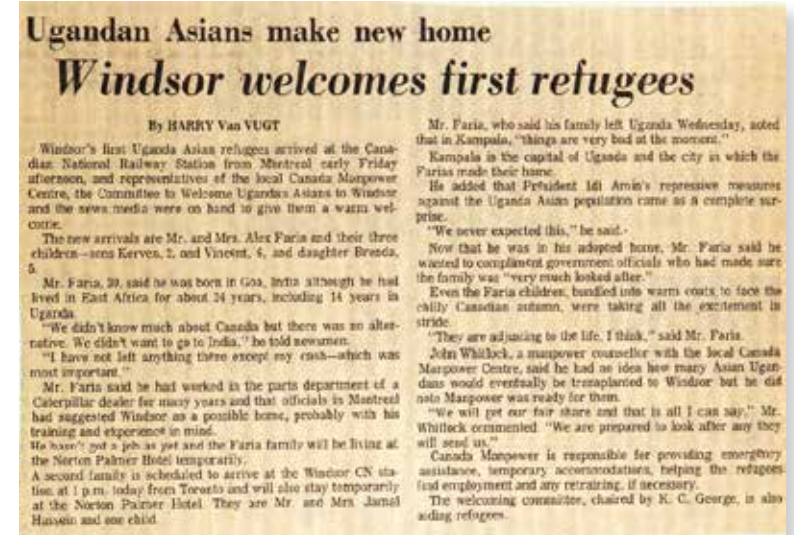 Ugandan Asians make new home
Windsor welcomes first refugees
By HARRY Van VUGT
Windsor's first Uganda Asian refugees arrived at the Cana-
dian National Railway Station from Montreal early Friday
afternoon, and representatives of the local Canada Manpower
Centre, the Committee to Welcome Ugandan Asians to Windsor
and the news media were on hand to give them a warm wel-
come.
The new arrivals are Mr. and Mrs. Alex Faria and their three
children—sons Kerven, 2, and Vincent, 4, and daughter Brenda,
5.
Mr. Faria, 39, said he was born in Goa, India although he had
lived in East Africa for about 24 years, including 14 years in
Uganda.
"We didn't know much about Canada but there was no alter-
native. We didn't want to go to India," he told newsmen.
"I have not left anything there except my cash—which was
most important."
Mr. Faria said he had worked in the parts department of a
Caterpillar dealer for many years and that officials in Montreal
had suggested Windsor as a possible home, probably with his
training and experience in mind.
He hasn't got a job as yet and the Faria family will be living at
the Norton Palmer Hotel temporarily.
A second family is scheduled to arrive at the Windsor CN sta-
tion at 1 p.m. today from Toronto and will also stay temporarily
at the Norton Palmer Hotel. They are Mr. and Mrs. Jamal
Hussein and one child.
Mr. Faria, who said his family left Uganda Wednesday, noted
that in Kampala, "things are very bad at the moment."
Kampala is the capital of Uganda and the city in which the
Farias made their home.
He added that President Idi Amin's repressive measures
against the Uganda Asian population came as a complete sur-
prise.
"We never expected this," he said.
Now that he was in his adopted home, Mr. Faria said he
wanted to compliment government officials who had made sure
the family was "very much looked after."
Even the Faria children, bundled into warm coats to face the
chilly Canadian autumn, were taking all the excitement in
stride.
"They are adjusting to the life, I think," said Mr. Faria.
John Whitlock, a manpower counsellor with the local Canada
Manpower Centre, said he had no idea how many Asian Ugan-
dans would eventually be transplanted to Windsor but he did
note Manpower was ready for them.
"We will get our fair share and that is all I can say," Mr.
Whitlock commented. "We are prepared to look after any they
will send us."
Canada Manpower is responsible for providing emergency
assistance, temporary accommodations, helping the refugees
find employment and any retraining, if necessary.
The welcoming committee, chaired by K. C. George, is also
aiding refugees.